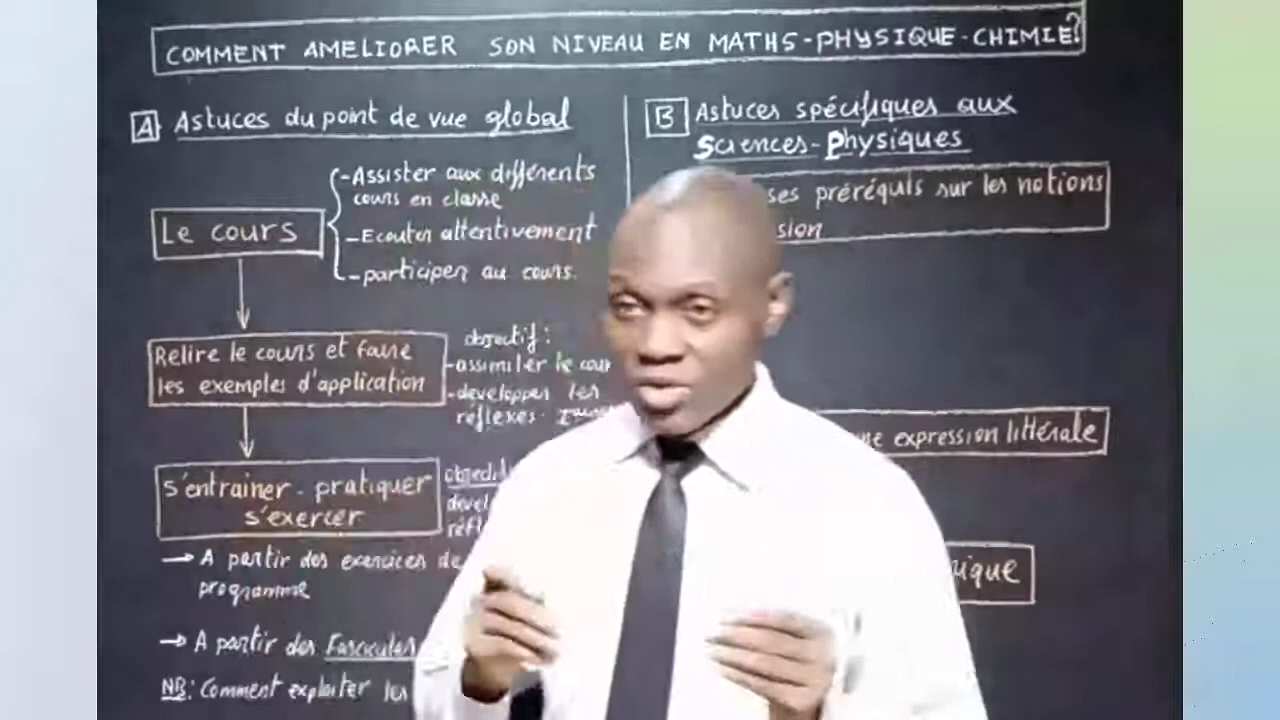 COMMENT AMELIORER SON NIVEAU EN MATHS-PHYSIQUE-CHIMIE?
A Astuces du point de vue global
Le cours
-Assister aux différents
cours en classe
-Ecouter attentivement
-participer au cours.
Relire le cours et faire
les exemples d'application
objectif:
-assimiler le cour
-developper les
réflexes.
s'entrainer - pratiquer
s'exercer
→ A partir des exercices de
programme
→ A partir des Fascicules
NB: Comment exploiter les
B Astuces spécifiques aux
Sciences-Physiques
ses préréquis sur les notions
sion
ne expression littérale
ique